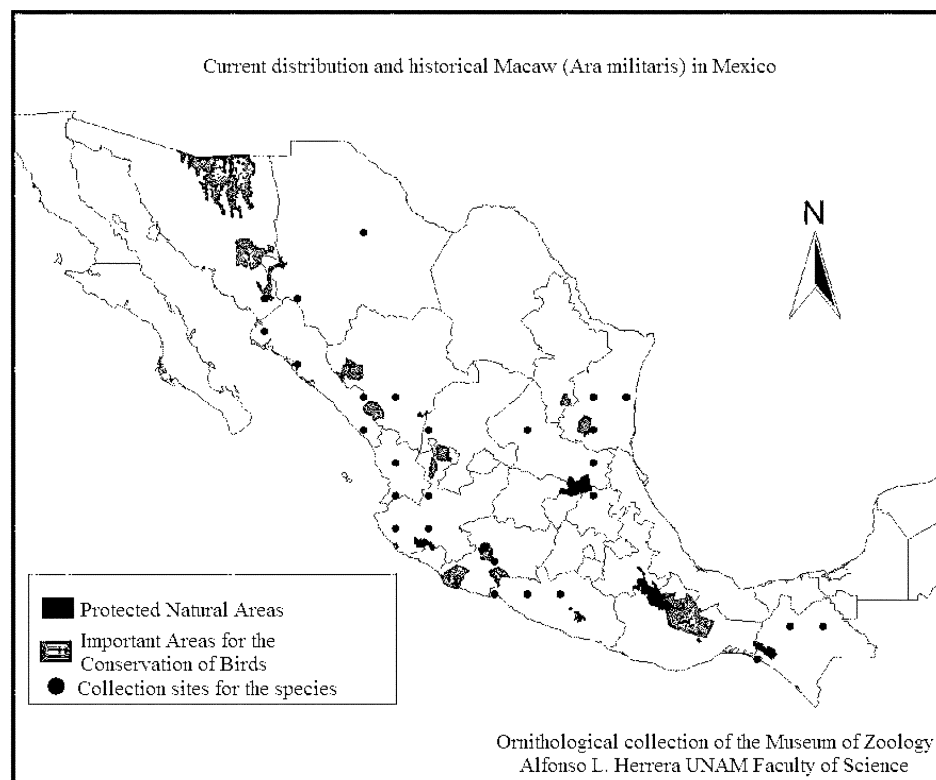 Current distribution and historical Macaw (Ara militaris) in Mexico
N
Protected Natural Areas
Important Areas for the
Conservation of Birds
Collection sites for the species
Ornithological collection of the Museum of Zoology
Alfonso L. Herrera UNAM Faculty of Science